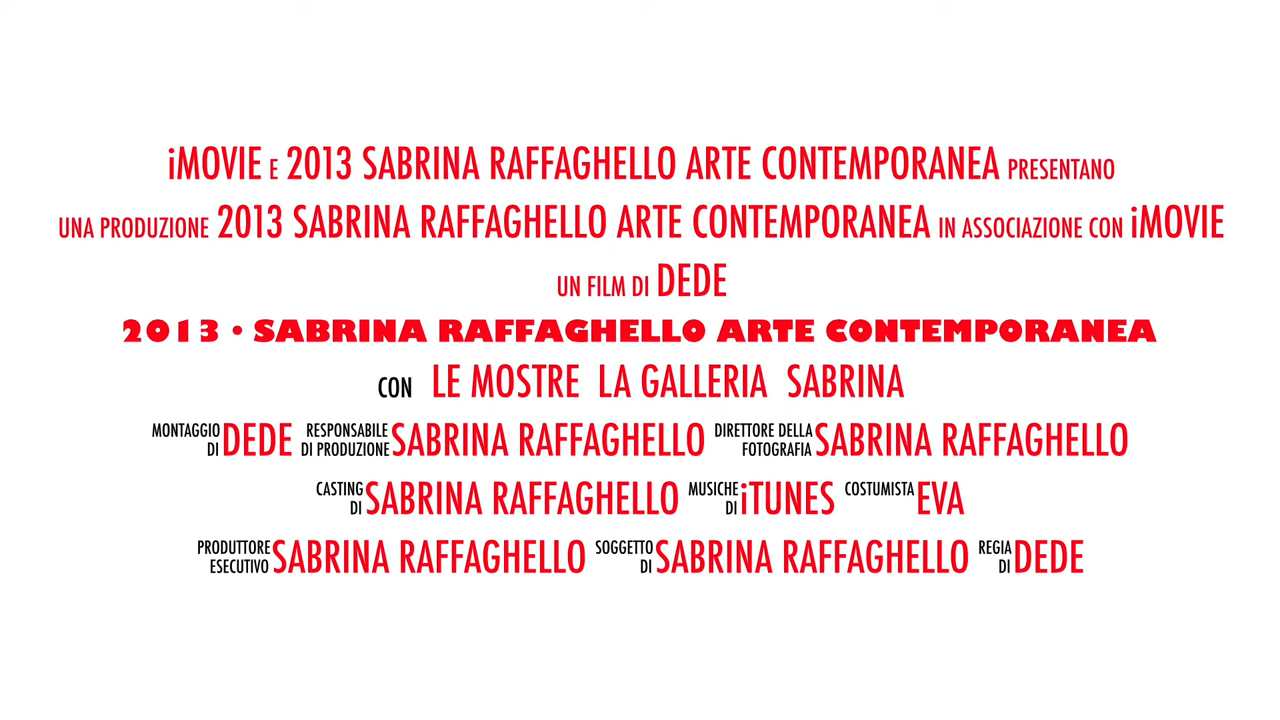 iMOVIE E 2013 SABRINA RAFFAGHELLO ARTE CONTEMPORANEA PRESENTANO
UNA PRODUZIONE 2013 SABRINA RAFFAGHELLO ARTE CONTEMPORANEA IN ASSOCIAZIONE CON iMOVIE
UN FILM DI DEDE
2013 • SABRINA RAFFAGHELLO ARTE CONTEMPORANEA
CON LE MOSTRE LA GALLERIA SABRINA
MONTAGGIO DI DEDE RESPONSABILE DI PRODUZIONE SABRINA RAFFAGHELLO DIRETTORE DELLA FOTOGRAFIA SABRINA RAFFAGHELLO
CASTING DI SABRINA RAFFAGHELLO MUSICHE DI iTUNES COSTUMISTA EVA
PRODUTTORE ESECUTIVO SABRINA RAFFAGHELLO SOGGETTO DI SABRINA RAFFAGHELLO REGIA DI DEDE